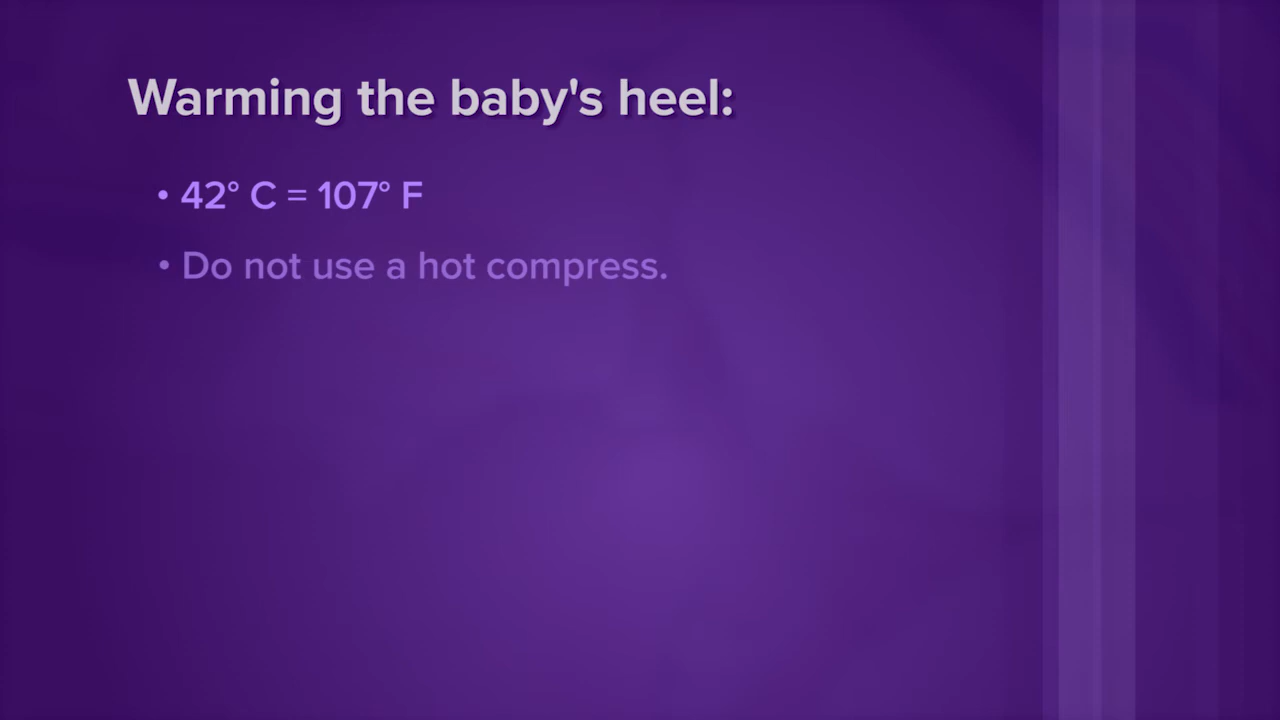 Warming the baby's heel:
• 42° C = 107° F
• Do not use a hot compress.